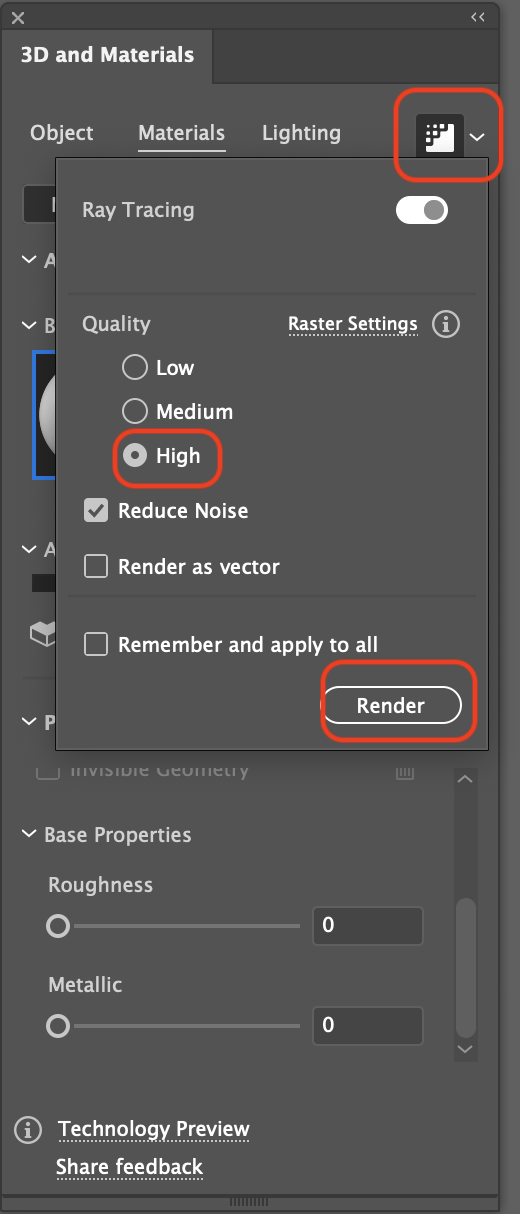 3D and Materials
Object Materials Lighting
Ray Tracing
Quality Raster Settings
Low
Medium
High
Reduce Noise
Render as vector
Remember and apply to all
Render
Invisible Geometry
Base Properties
Roughness
0
Metallic
0
Technology Preview
Share feedback